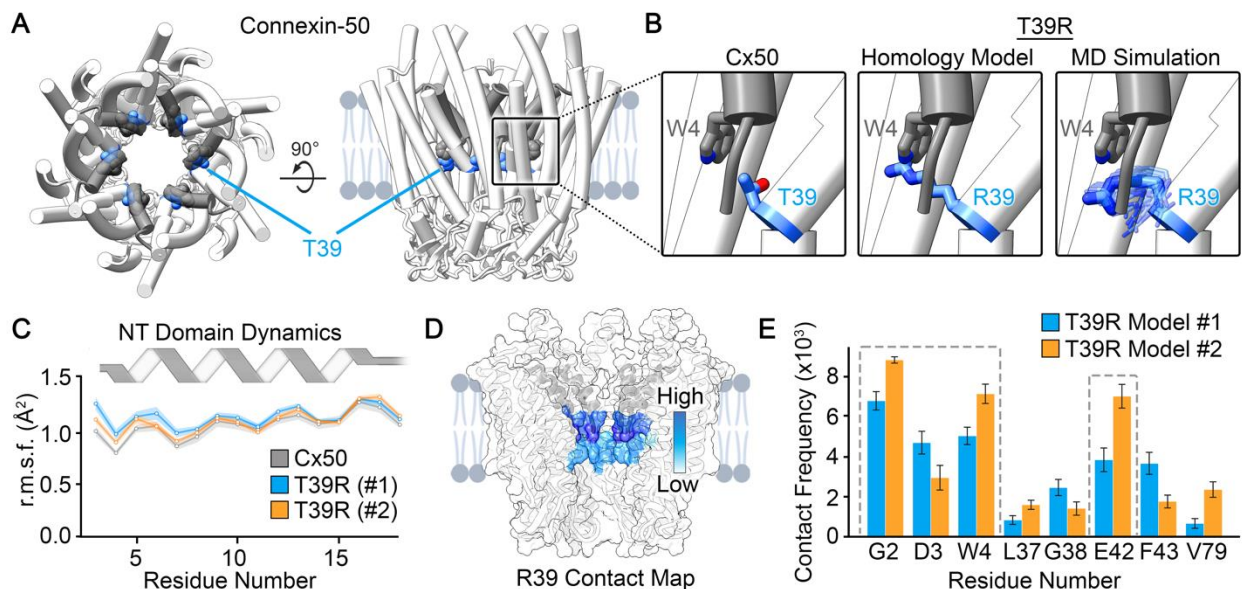 A
Connexin-50
90°
T39
B
T39R
Cx50
Homology Model
MD Simulation
W4
T39
W4
R39
W4
R39
C
NT Domain Dynamics
r.m.s.f. (Å²)
1.5
1.0
0.5
0.0
5
10
15
Residue Number
Cx50
T39R (#1)
T39R (#2)
D
High
Low
R39 Contact Map
E
T39R Model #1
T39R Model #2
Contact Frequency (x10³)
8
6
4
2
0
G2 D3 W4 L37 G38 E42 F43 V79
Residue Number